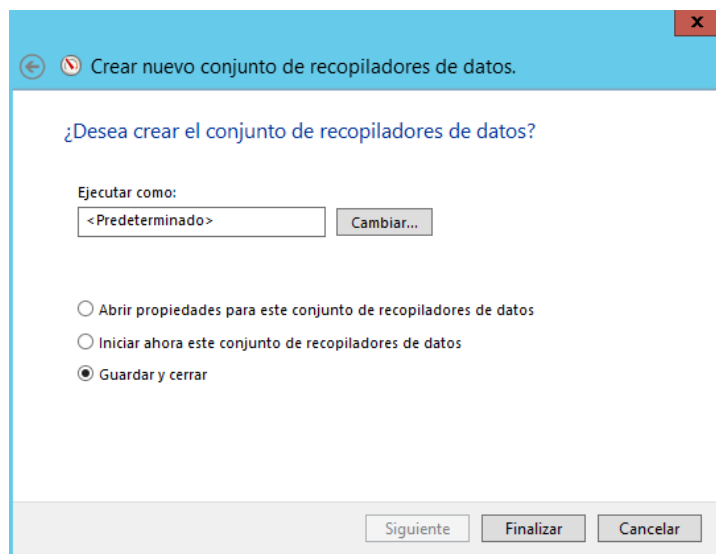 x
Crear nuevo conjunto de recopiladores de datos.
¿Desea crear el conjunto de recopiladores de datos?
Ejecutar como:
<Predeterminado>
Cambiar...
Abrir propiedades para este conjunto de recopiladores de datos
Iniciar ahora este conjunto de recopiladores de datos
Guardar y cerrar
Siguiente Finalizar Cancelar